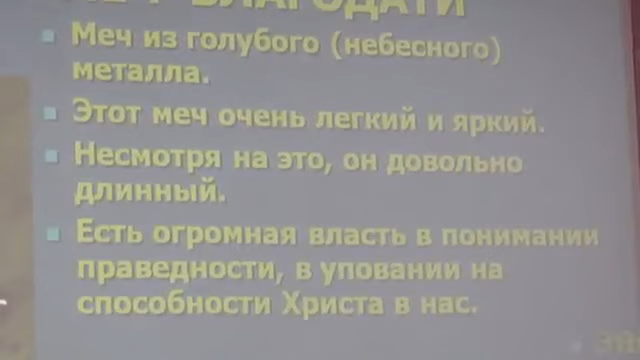 БЛАГОДАТИ
Меч из голубого (небесного)
металла.
Этот меч очень легкий и яркий.
Несмотря на это, он довольно
длинный.
Есть огромная власть в понимании
праведности, в уповании на
способности Христа в нас.